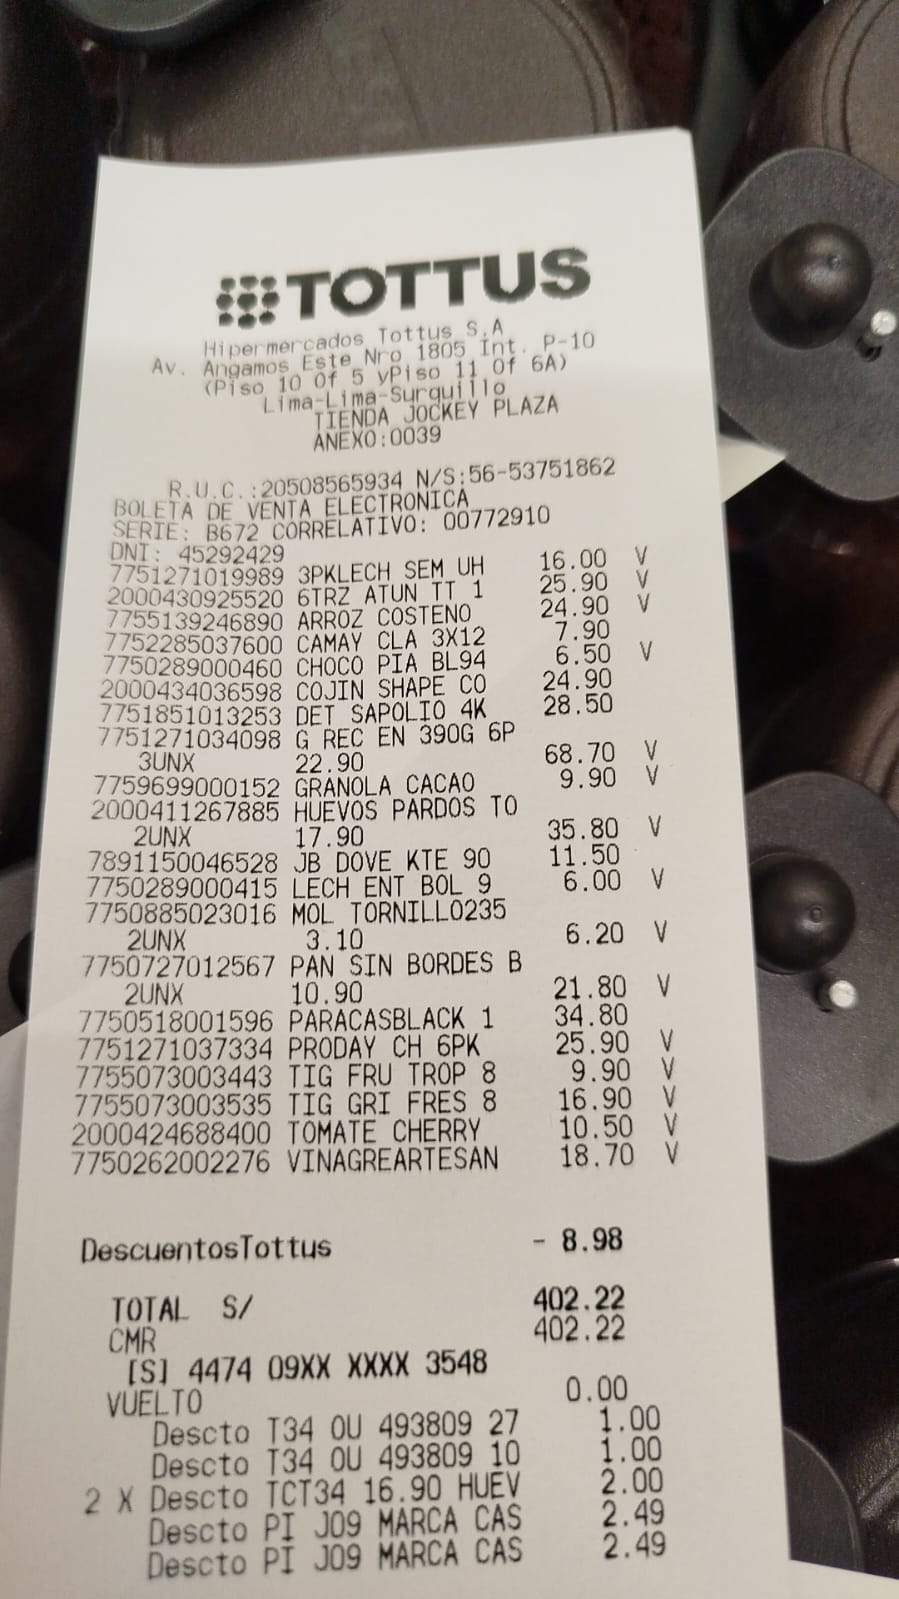 TOTTUS
Hipermercados Tottus S.A
Av. Angamos Este Nro 1805 Int. P-10
(Piso 10 Of 5 yPiso 11 Of 6A)
Lima-Lima-Surquillo
TIENDA JOCKEY PLAZA
ANEXO:0039
R.U.C.:20508565934 N/S:56-53751862
BOLETA DE VENTA ELECTRONICA
SERIE: B672 CORRELATIVO: 00772910
DNI: 45292429
7751271019989 3PKLECH SEM UH 16.00 V
2000430925520 6TRZ ATUN TT 1 25.90 V
7755139246890 ARROZ COSTENO 24.90 V
7752285037600 CAMAY CLA 3X12 7.90
7750289000460 CHOCO PIA BL94 6.50 V
2000434036598 COJIN SHAPE CO 24.90
7751851013253 DET SAPOLIO 4K 28.50
7751271034098 G REC EN 390G 6P
3UNX 22.90 68.70 V
7759699000152 GRANOLA CACAO 9.90 V
2000411267885 HUEVOS PARDOS TO
2UNX 17.90 35.80 V
7891150046528 JB DOVE KTE 90 11.50
7750289000415 LECH ENT BOL 9 6.00 V
7750885023016 MOL TORNILLO235
2UNX 3.10 6.20 V
7750727012567 PAN SIN BORDES B
2UNX 10.90 21.80 V
7750518001596 PARACASBLACK 1 34.80
7751271037334 PRODAY CH 6PK 25.90 V
7755073003443 TIG FRU TROP 8 9.90 V
7755073003535 TIG GRI FRES 8 16.90 V
2000424688400 TOMATE CHERRY 10.50 V
7750262002276 VINAGREARTESAN 18.70 V
DescuentosTottus - 8.98
TOTAL S/ 402.22
CMR 402.22
[S] 4474 09XX XXXX 3548
VUELTO 0.00
Descto T34 OU 493809 27 1.00
Descto T34 OU 493809 10 1.00
2 X Descto TCT34 16.90 HUEV 2.00
Descto PI J09 MARCA CAS 2.49
Descto PI J09 MARCA CAS 2.49